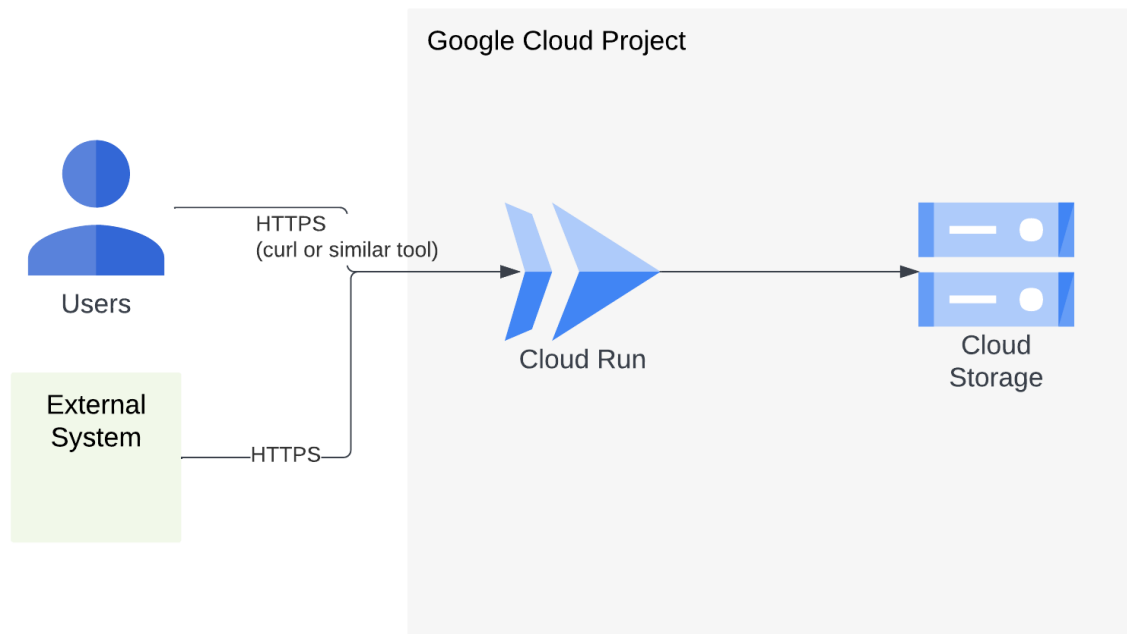 Google Cloud Project
HTTPS
(curl or similar tool)
Users
Cloud Run
Cloud
Storage
External
System
HTTPS